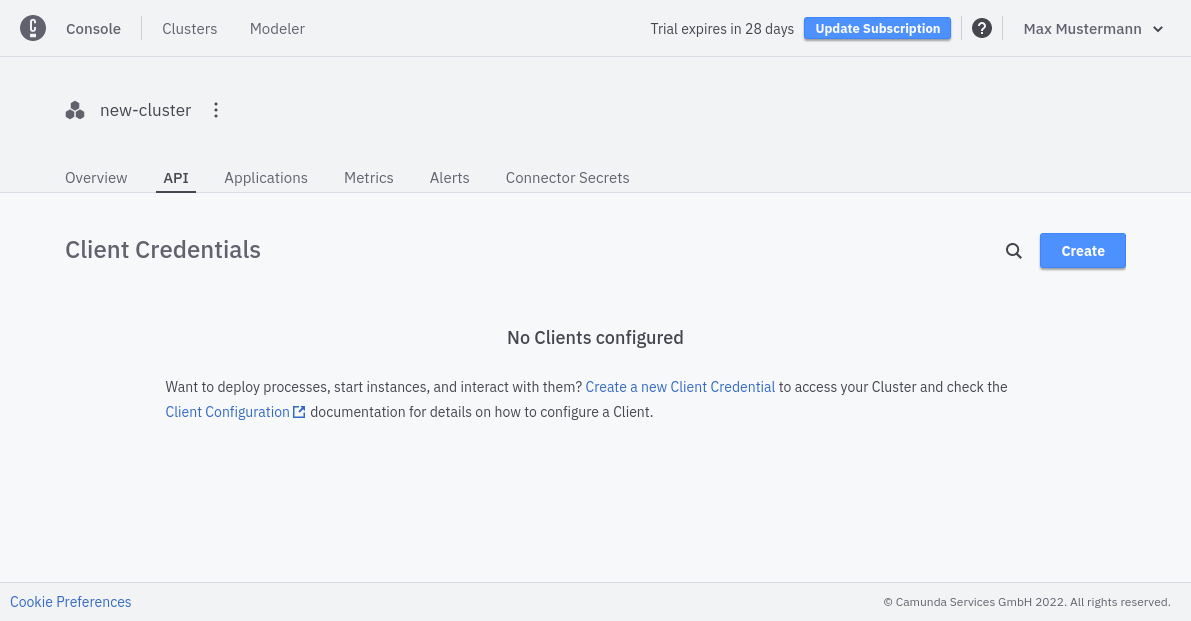 Console Clusters Modeler Trial expires in 28 days Update Subscription ? Max Mustermann
new-cluster
Overview API Applications Metrics Alerts Connector Secrets
Client Credentials Create
No Clients configured
Want to deploy processes, start instances, and interact with them? Create a new Client Credential to access your Cluster and check the
Client Configuration documentation for details on how to configure a Client.
Cookie Preferences © Camunda Services GmbH 2022. All rights reserved.